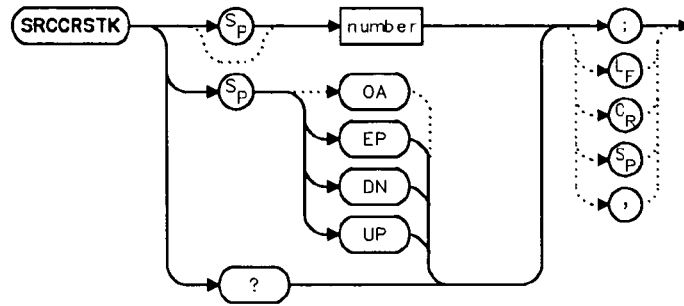 SRCCRSTK SP number ;
LF
CR
SP
,
SP OA
EP
DN
UP
?